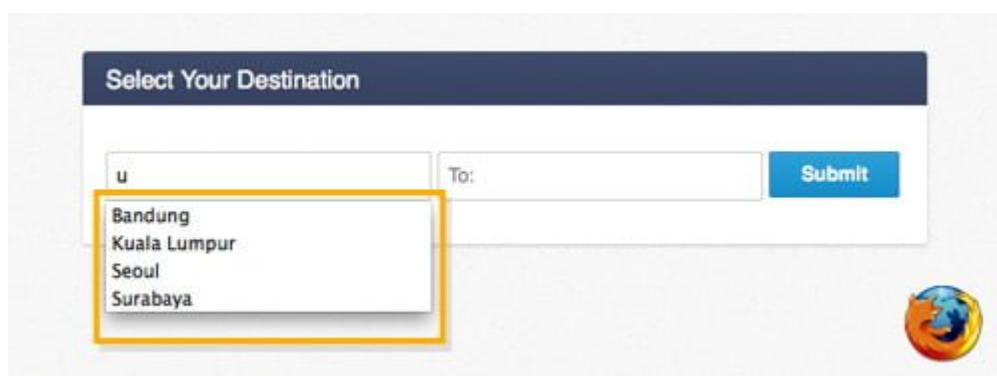 Select Your Destination
u
To:
Submit
Bandung
Kuala Lumpur
Seoul
Surabaya